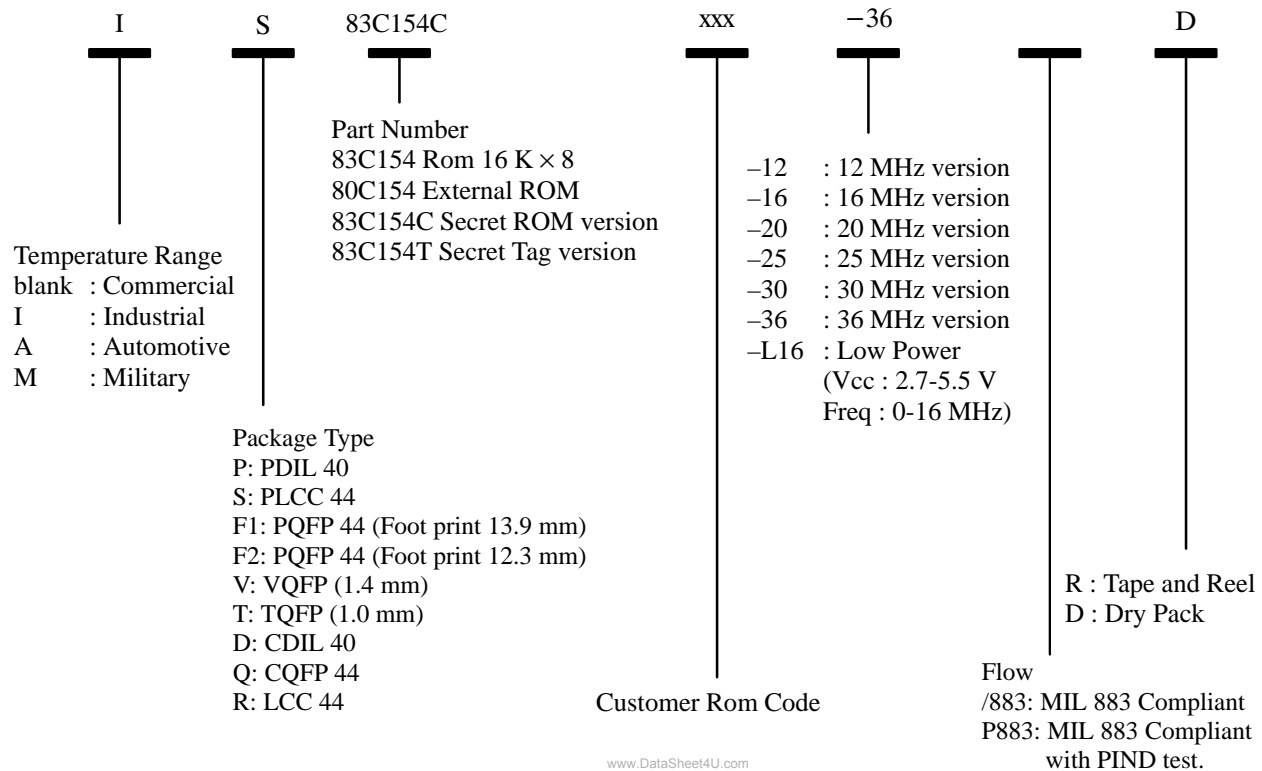 I S 83C154C xxx −36 D
Part Number
83C154 Rom 16 K × 8
80C154 External ROM
83C154C Secret ROM version
83C154T Secret Tag version
–12 : 12 MHz version
–16 : 16 MHz version
–20 : 20 MHz version
–25 : 25 MHz version
–30 : 30 MHz version
–36 : 36 MHz version
–L16 : Low Power
(Vcc : 2.7-5.5 V
Freq : 0-16 MHz)
Temperature Range
blank : Commercial
I : Industrial
A : Automotive
M : Military
Package Type
P: PDIL 40
S: PLCC 44
F1: PQFP 44 (Foot print 13.9 mm)
F2: PQFP 44 (Foot print 12.3 mm)
V: VQFP (1.4 mm)
T: TQFP (1.0 mm)
D: CDIL 40
Q: CQFP 44
R: LCC 44
Customer Rom Code
R : Tape and Reel
D : Dry Pack
Flow
/883: MIL 883 Compliant
P883: MIL 883 Compliant
with PIND test.
www.DataSheet4U.com